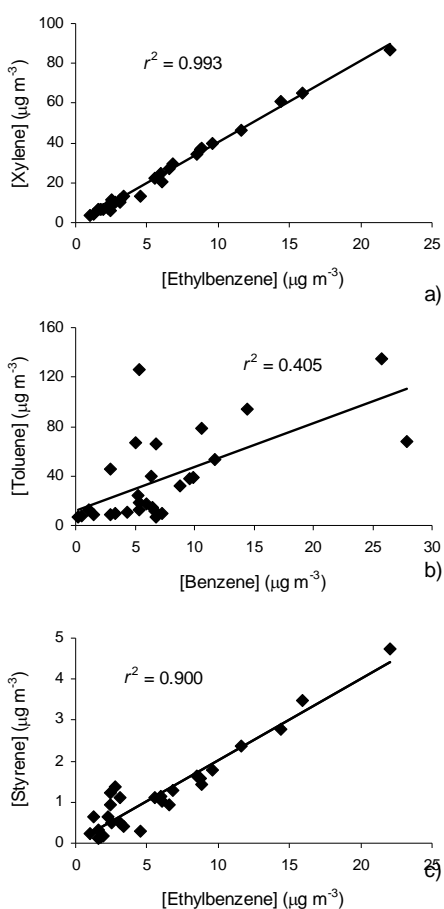 100
80
60
40
20
0
[Xylene] (μg m-3)
r2 = 0.993
0 5 10 15 20 25
[Ethylbenzene] (μg m-3)
a)
160
120
80
40
0
[Toluene] (μg m-3)
r2 = 0.405
0 5 10 15 20 25 30
[Benzene] (μg m-3)
b)
5
4
3
2
1
0
[Styrene] (μg m-3)
r2 = 0.900
0 5 10 15 20 25
[Ethylbenzene] (μg m-3)
c)